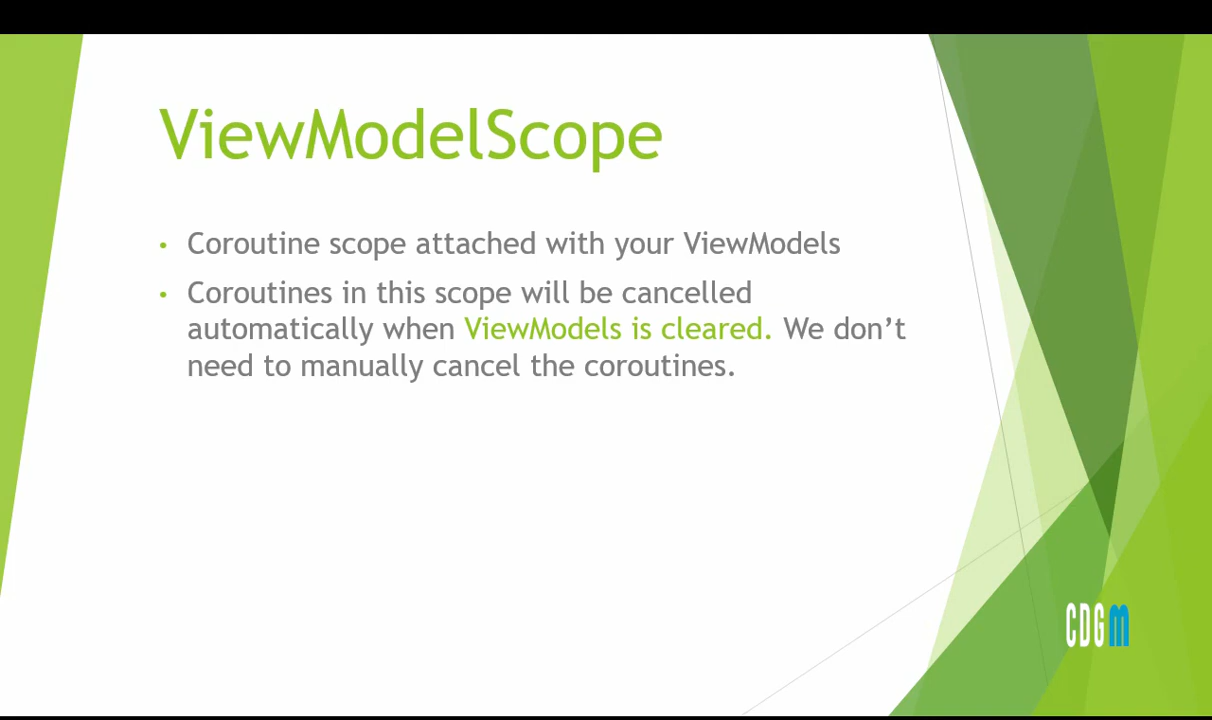 ViewModelScope
• Coroutine scope attached with your ViewModels
• Coroutines in this scope will be cancelled
automatically when ViewModels is cleared. We don’t
need to manually cancel the coroutines.
CDGm